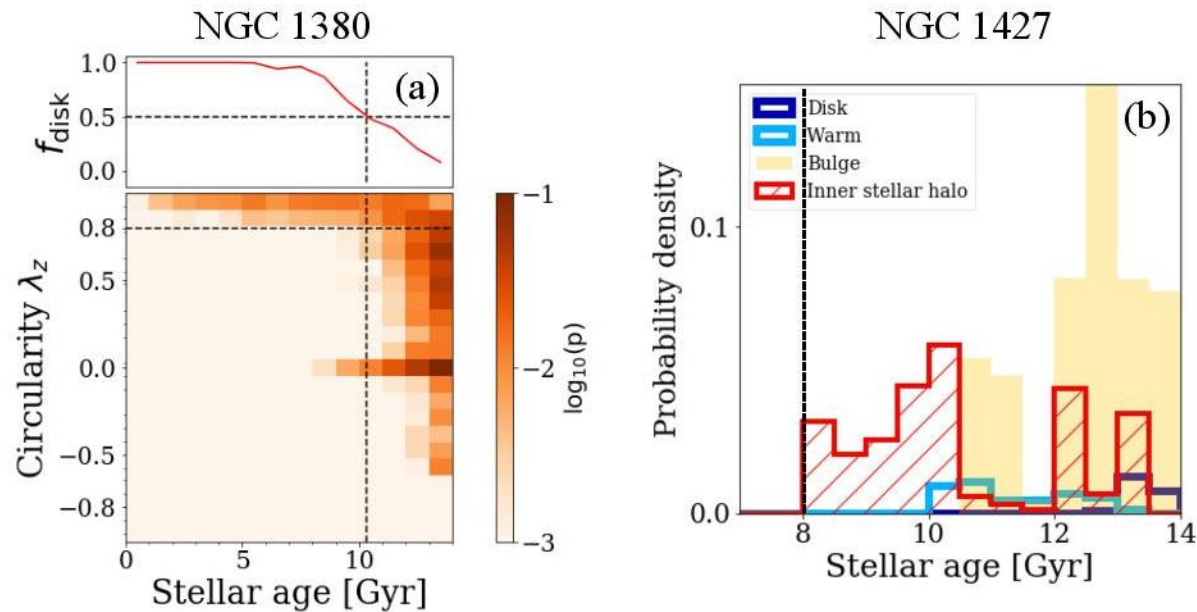 NGC 1380
NGC 1427
(a)
1.0
0.5
0.0
f_disk
0.8
0.5
0.0
−0.5
−0.8
Circularity λ_z
0 5 10
Stellar age [Gyr]
−1
−2
−3
log₁₀(p)
(b)
Disk
Warm
Bulge
Inner stellar halo
0.1
0.0
Probability density
8 10 12 14
Stellar age [Gyr]